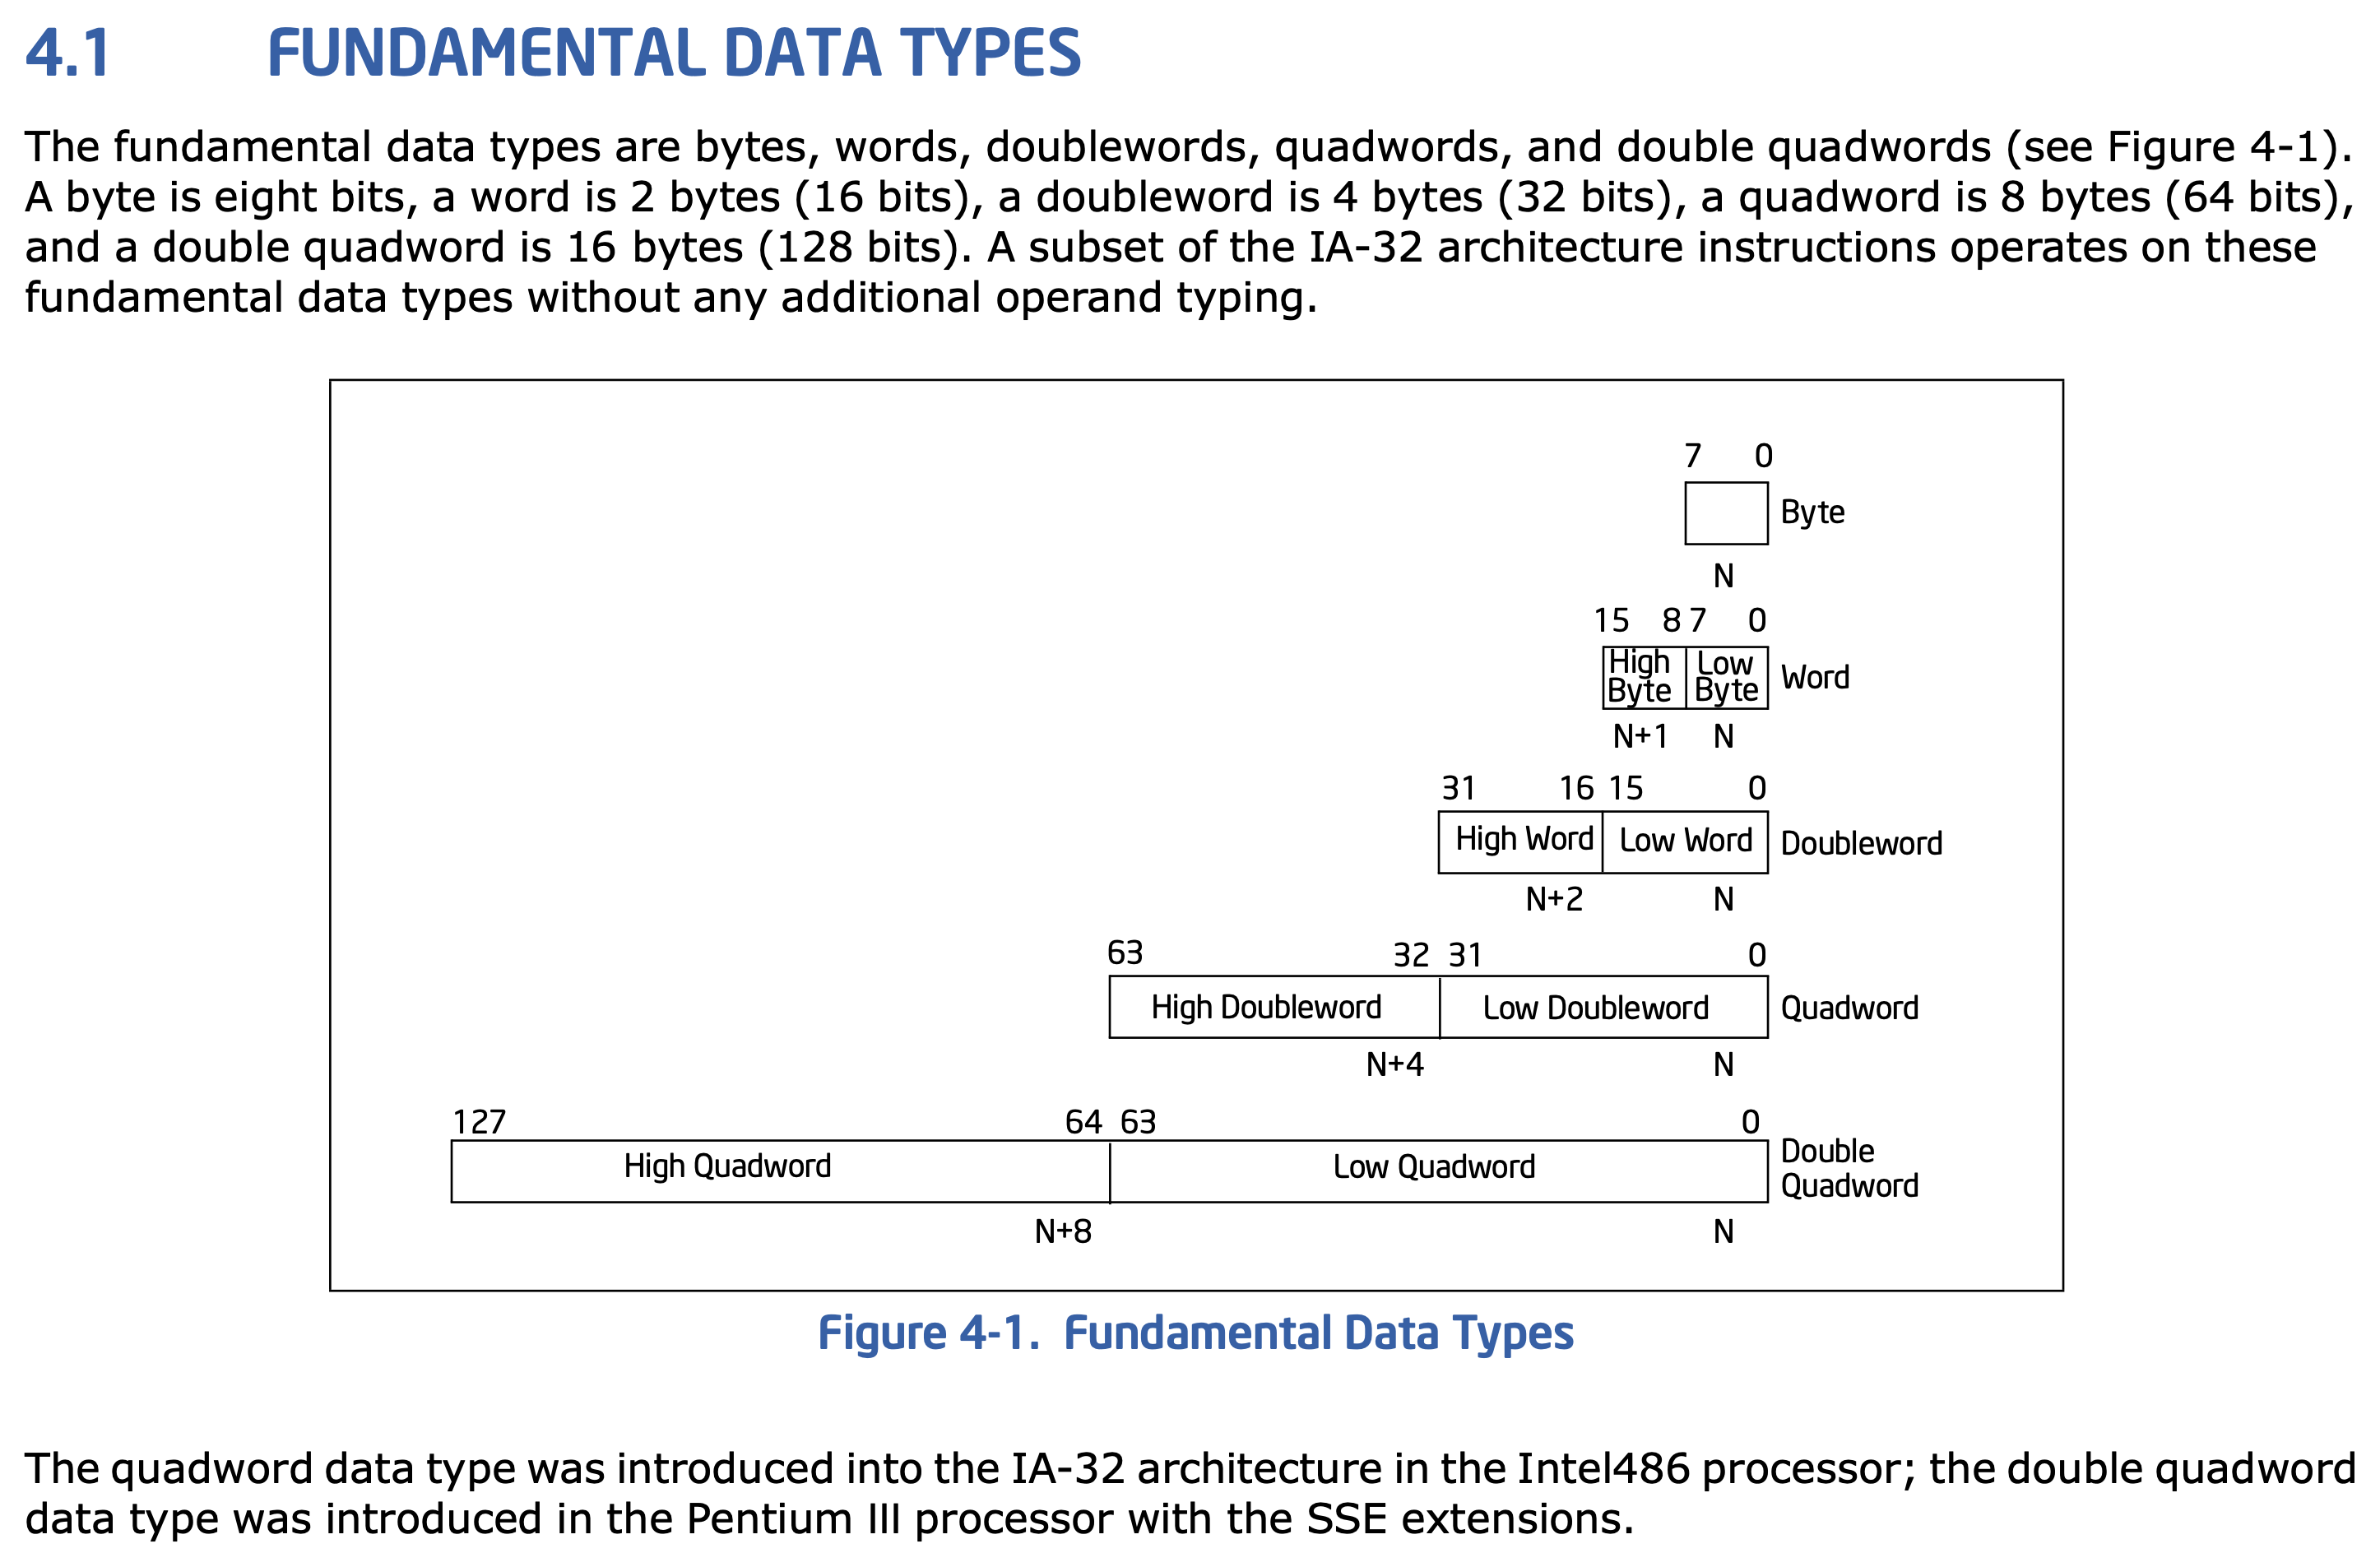 4.1 FUNDAMENTAL DATA TYPES
The fundamental data types are bytes, words, doublewords, quadwords, and double quadwords (see Figure 4-1).
A byte is eight bits, a word is 2 bytes (16 bits), a doubleword is 4 bytes (32 bits), a quadword is 8 bytes (64 bits),
and a double quadword is 16 bytes (128 bits). A subset of the IA-32 architecture instructions operates on these
fundamental data types without any additional operand typing.
7 0
Byte
N
15 8 7 0
High Byte Low Byte Word
N+1 N
31 16 15 0
High Word Low Word Doubleword
N+2 N
63 32 31 0
High Doubleword Low Doubleword Quadword
N+4 N
127 64 63 0
High Quadword Low Quadword Double Quadword
N+8 N
Figure 4-1. Fundamental Data Types
The quadword data type was introduced into the IA-32 architecture in the Intel486 processor; the double quadword
data type was introduced in the Pentium III processor with the SSE extensions.